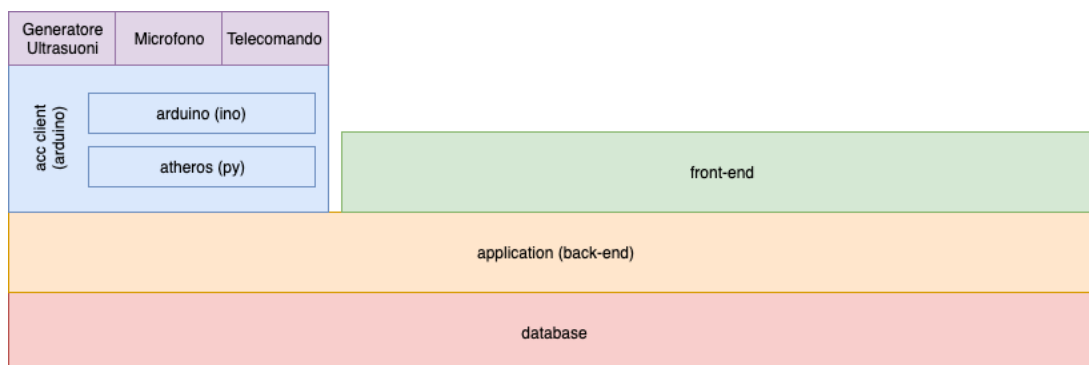 Generatore
Ultrasuoni
Microfono
Telecomando
acc client
(arduino)
arduino (ino)
atheros (py)
front-end
application (back-end)
database